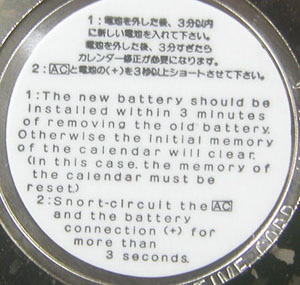 1:電池を外した後、3分以内
に新しい電池を入れて下さい。
電池を外した後、3分すぎたら
カレンダー修正が必要になります。
2:ACと電池の(+)を3秒以上ショートさせて下さい。
1:The new battery should be
installed within 3 minutes
of removing the old battery.
Otherwise the initial memory
of the calendar will clear.
(In this case, the memory of
the calendar must be
reset.)
2:Snort-circuit the AC
and the battery
connection (+) for
more than
3 seconds.
TIME CORP